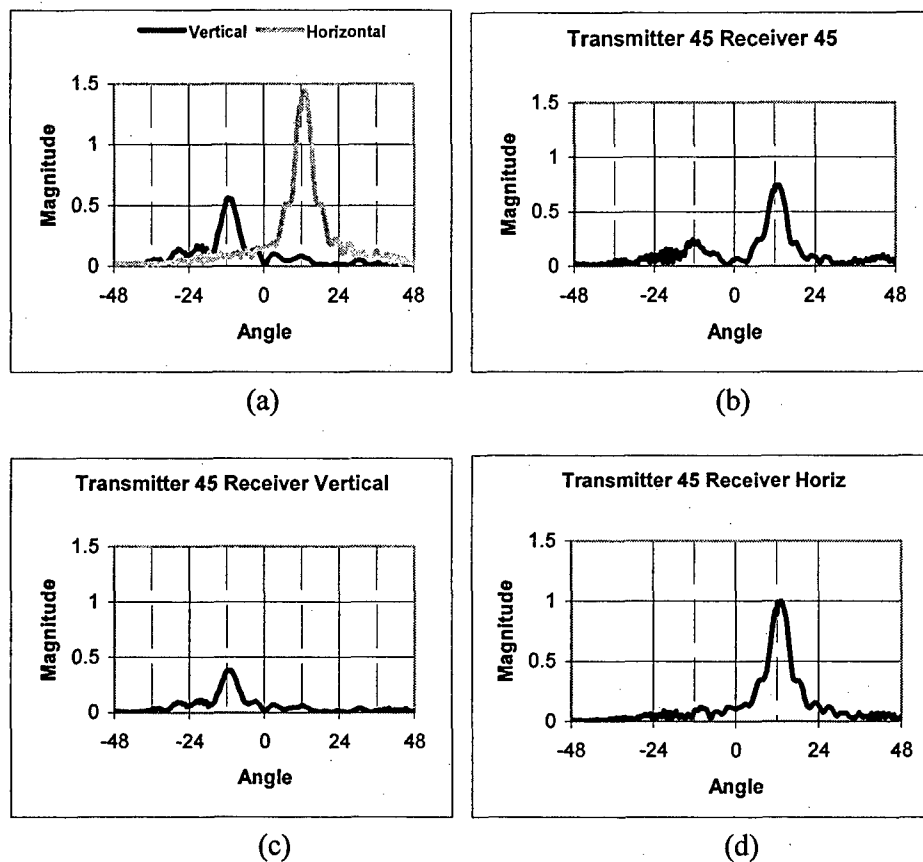 Vertical Horizontal
1.5
1
0.5
0
Magnitude
-48 -24 0 24 48
Angle
(a)
Transmitter 45 Receiver 45
1.5
1
0.5
0
Magnitude
-48 -24 0 24 48
Angle
(b)
Transmitter 45 Receiver Vertical
1.5
1
0.5
0
Magnitude
-48 -24 0 24 48
Angle
(c)
Transmitter 45 Receiver Horiz
1.5
1
0.5
0
Magnitude
-48 -24 0 24 48
Angle
(d)